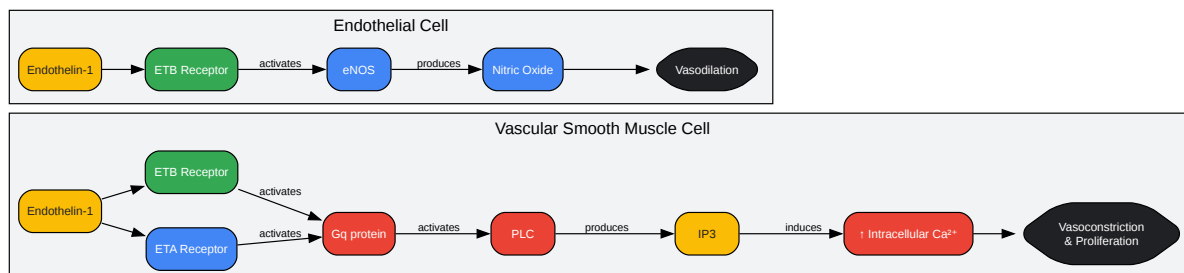 Endothelial Cell
Endothelin-1
ETB Receptor
activates
eNOS
produces
Nitric Oxide
Vasodilation
Vascular Smooth Muscle Cell
Endothelin-1
ETB Receptor
activates
ETA Receptor
activates
Gq protein
activates
PLC
produces
IP3
induces
↑ Intracellular Ca²⁺
Vasoconstriction
& Proliferation